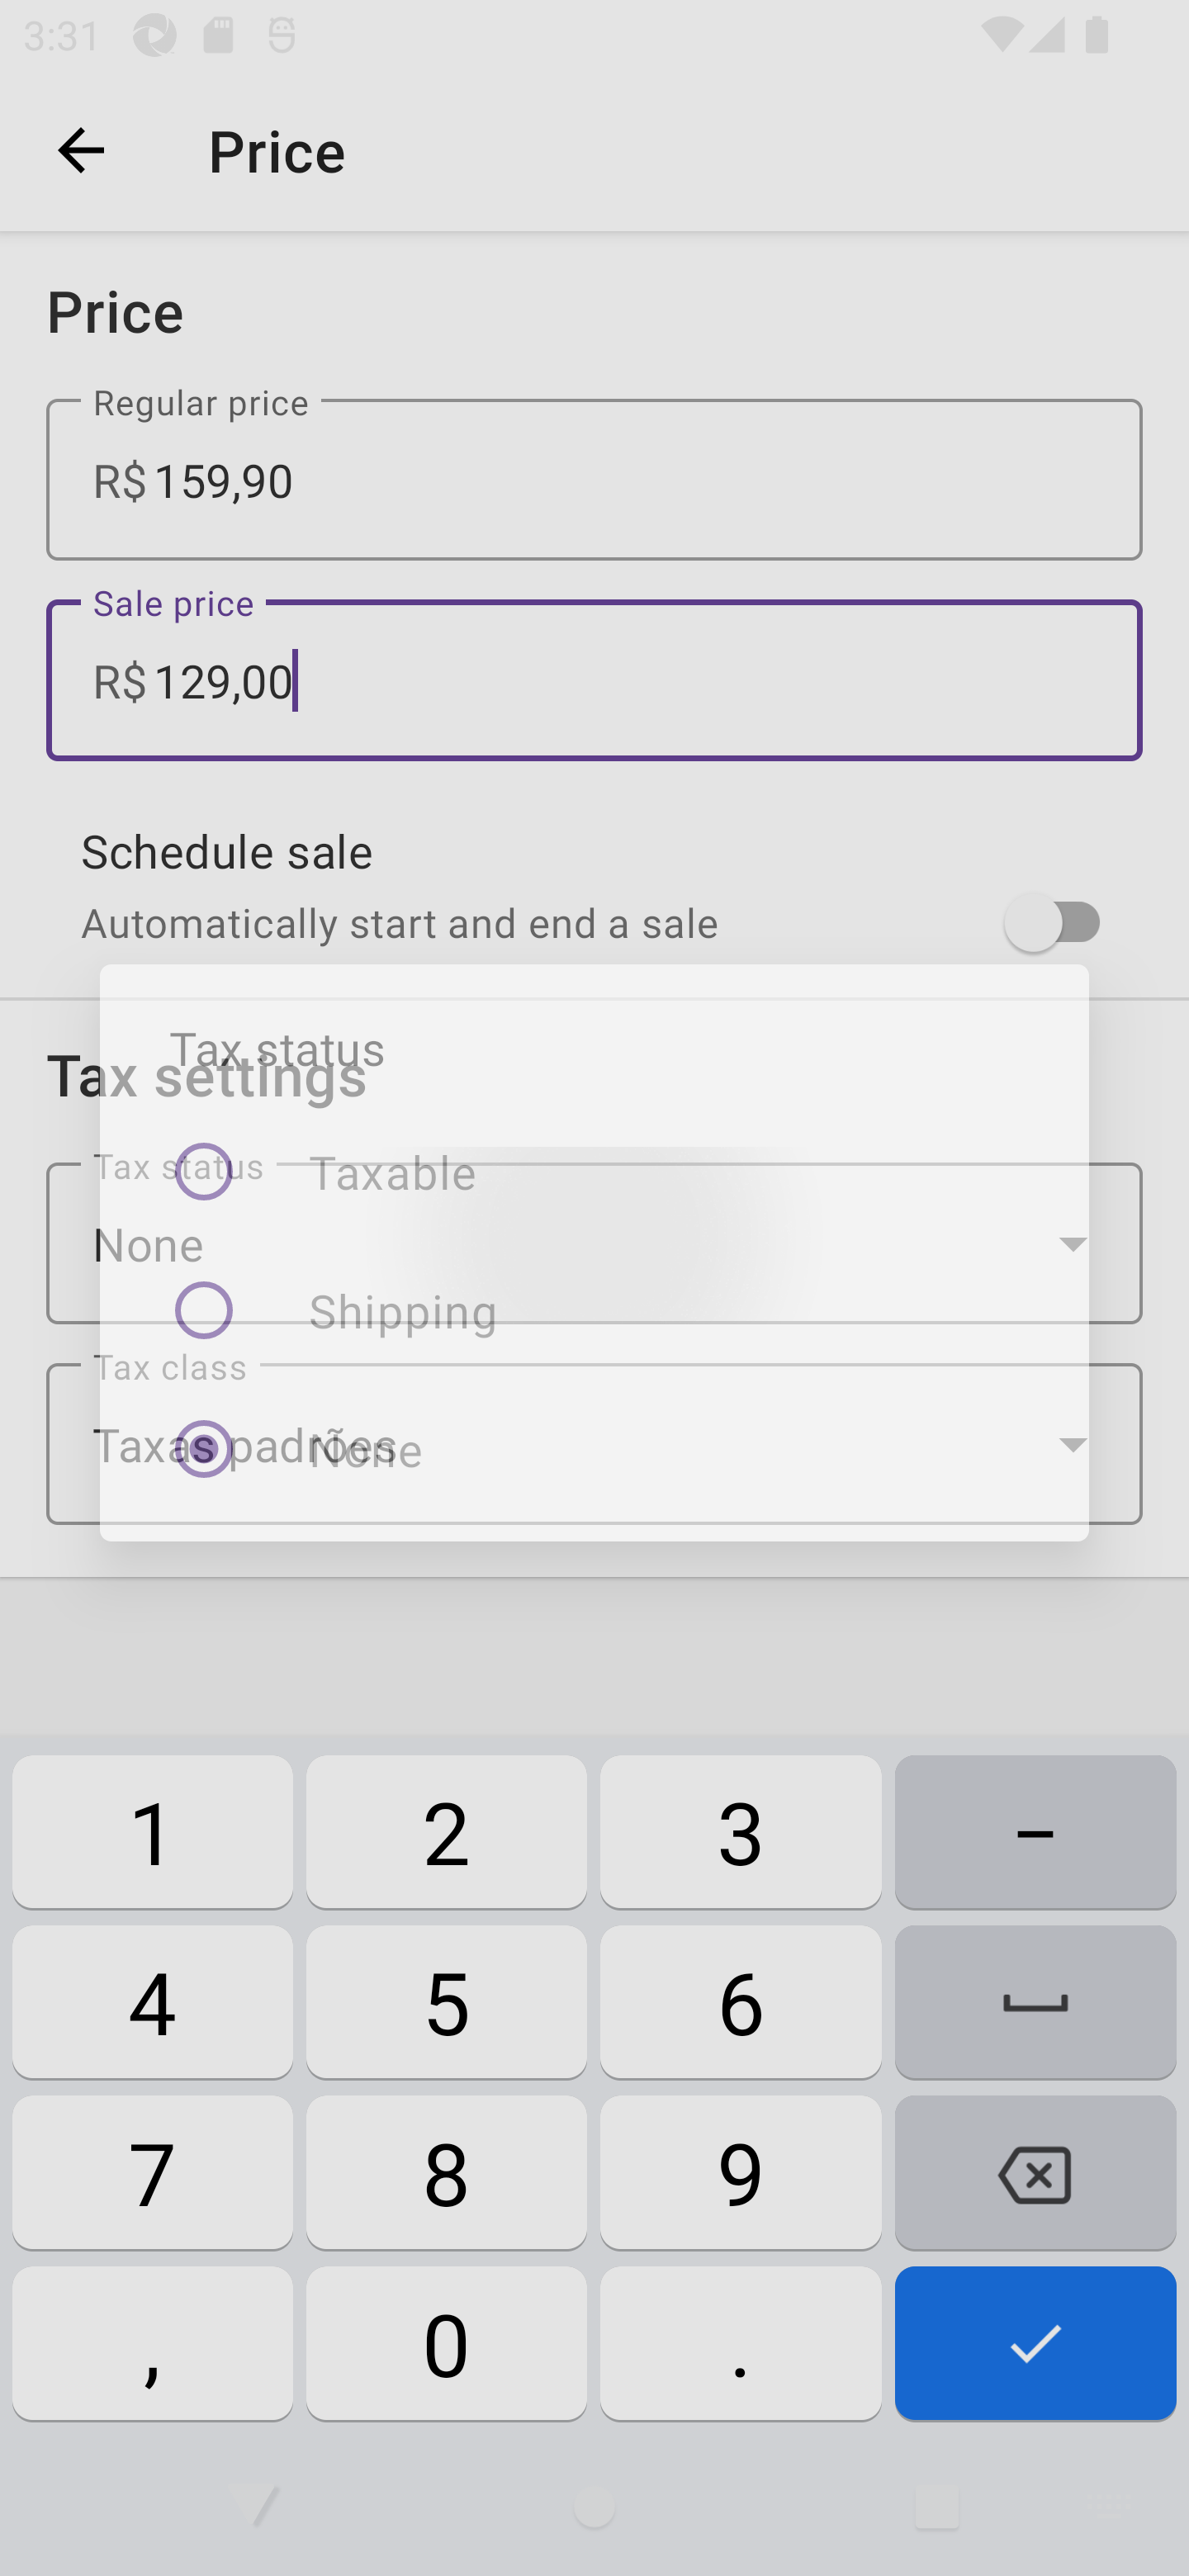 3:31
Price
Price
Regular price
R$ 159,90
Sale price
R$ 129,00
Schedule sale
Automatically start and end a sale
Tax settings
Tax status
Tax status
Taxable
None
Shipping
Tax class
Taxas padrões
None
1 2 3 –
4 5 6
7 8 9
, 0 .